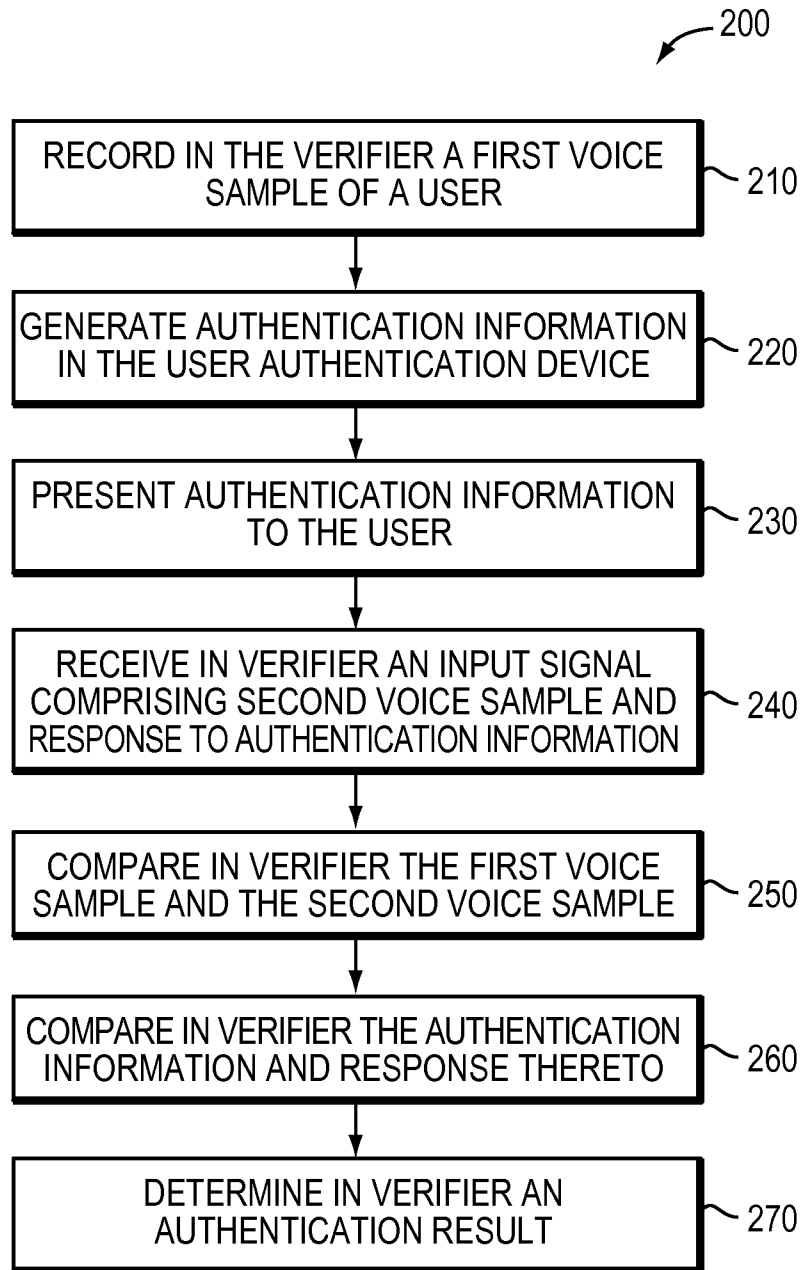 200
RECORD IN THE VERIFIER A FIRST VOICE
SAMPLE OF A USER
210
GENERATE AUTHENTICATION INFORMATION
IN THE USER AUTHENTICATION DEVICE
220
PRESENT AUTHENTICATION INFORMATION
TO THE USER
230
RECEIVE IN VERIFIER AN INPUT SIGNAL
COMPRISING SECOND VOICE SAMPLE AND
RESPONSE TO AUTHENTICATION INFORMATION
240
COMPARE IN VERIFIER THE FIRST VOICE
SAMPLE AND THE SECOND VOICE SAMPLE
250
COMPARE IN VERIFIER THE AUTHENTICATION
INFORMATION AND RESPONSE THERETO
260
DETERMINE IN VERIFIER AN
AUTHENTICATION RESULT
270